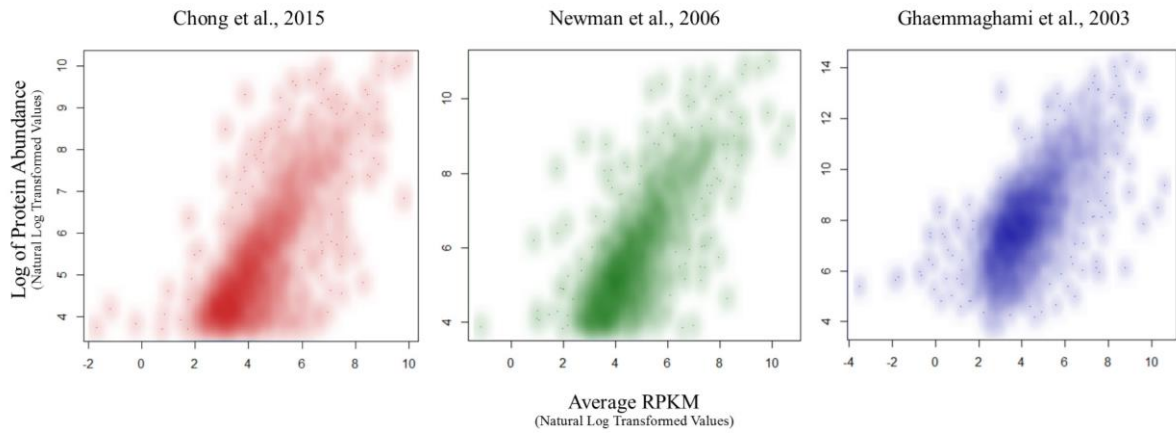 Chong et al., 2015
Newman et al., 2006
Ghaemmaghami et al., 2003
Log of Protein Abundance
(Natural Log Transformed Values)
10
9
8
7
6
5
4
-2 0 2 4 6 8 10
10
8
6
4
0 2 4 6 8 10
14
12
10
8
6
4
-4 -2 0 2 4 6 8 10
Average RPKM
(Natural Log Transformed Values)